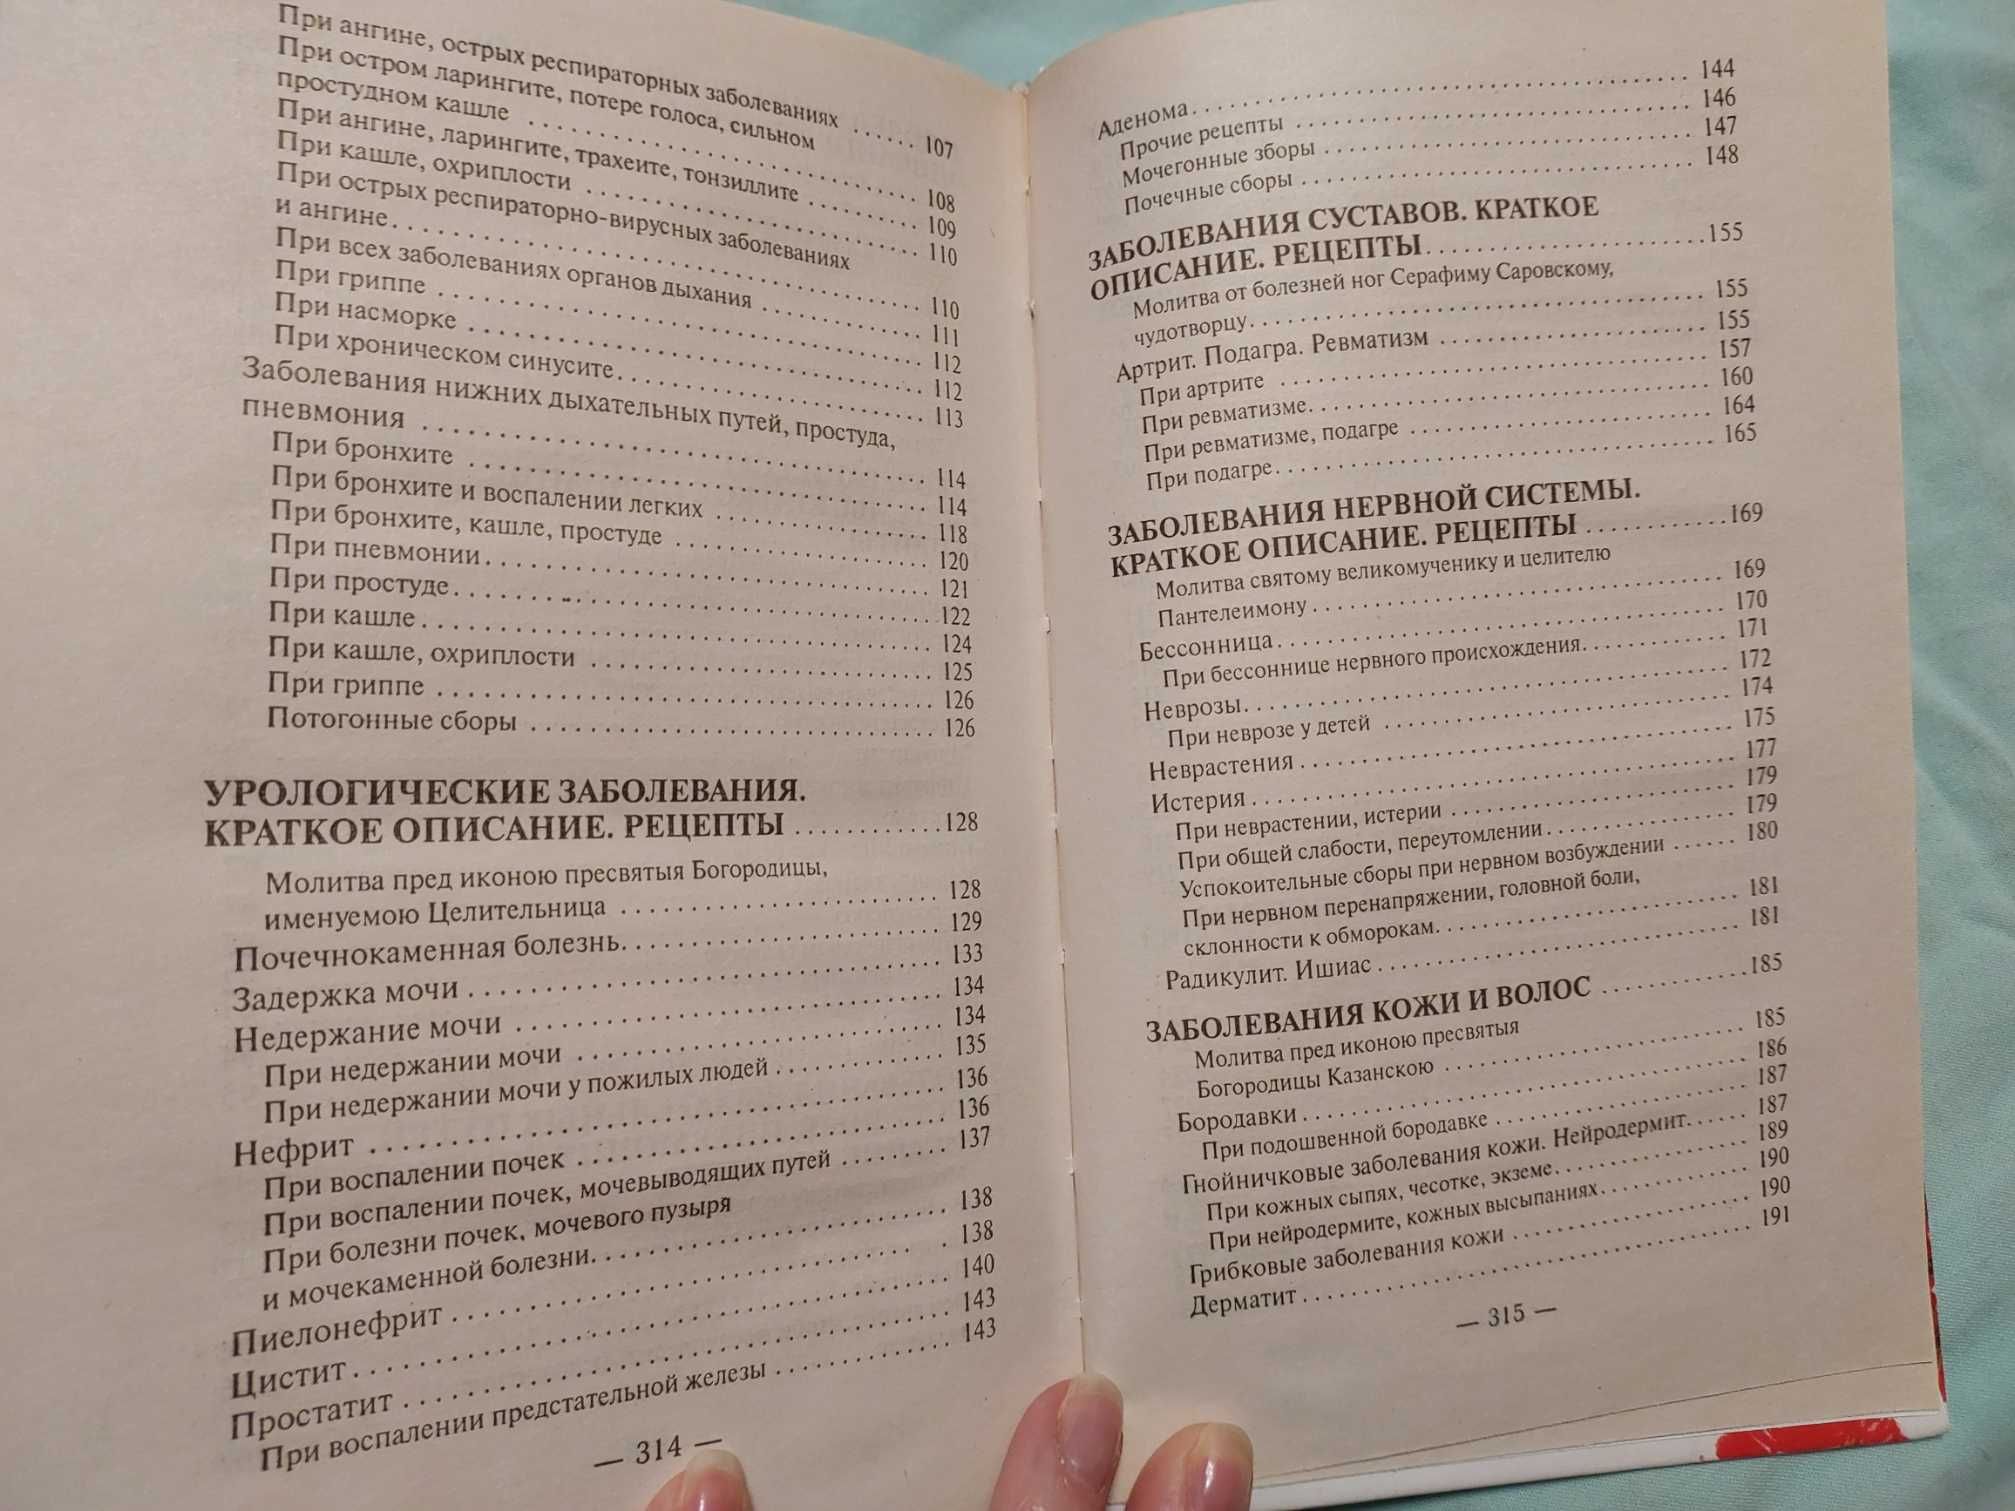 При ангине, острых респираторных заболеваниях ...... 107
При остром ларингите, потере голоса, сильном
простудном кашле ...... 108
При ангине, ларингите, трахеите, тонзиллите ...... 109
При кашле, охриплости ...... 110
При острых респираторно-вирусных заболеваниях
и ангине ...... 110
При всех заболеваниях органов дыхания ...... 111
При гриппе ...... 112
При насморке ...... 112
При хроническом синусите ...... 113
Заболевания нижних дыхательных путей, простуда,
пневмония ...... 114
При бронхите ...... 114
При бронхите и воспалении легких ...... 118
При бронхите, кашле, простуде ...... 120
При пневмонии ...... 121
При простуде ...... 122
При кашле ...... 124
При кашле, охриплости ...... 125
При гриппе ...... 126
Потогонные сборы ...... 126
УРОЛОГИЧЕСКИЕ ЗАБОЛЕВАНИЯ.
КРАТКОЕ ОПИСАНИЕ. РЕЦЕПТЫ ...... 128
Молитва пред иконою пресвятыя Богородицы,
именуемою Целительница ...... 128
Почечнокаменная болезнь ...... 129
Задержка мочи ...... 133
Недержание мочи ...... 134
При недержании мочи ...... 134
При недержании мочи у пожилых людей ...... 135
Нефрит ...... 136
При воспалении почек ...... 136
При воспалении почек, мочевыводящих путей ...... 137
При болезни почек, мочевого пузыря
и мочекаменной болезни ...... 138
Пиелонефрит ...... 138
Цистит ...... 140
Простатит ...... 143
При воспалении предстательной железы ...... 143
— 314 —
Аденома ...... 144
Прочие рецепты ...... 146
Мочегонные зборы ...... 147
Почечные сборы ...... 148
ЗАБОЛЕВАНИЯ СУСТАВОВ. КРАТКОЕ
ОПИСАНИЕ. РЕЦЕПТЫ ...... 155
Молитва от болезней ног Серафиму Саровскому,
чудотворцу ...... 155
Артрит. Подагра. Ревматизм ...... 155
При артрите ...... 157
При ревматизме ...... 160
При ревматизме, подагре ...... 164
При подагре ...... 165
ЗАБОЛЕВАНИЯ НЕРВНОЙ СИСТЕМЫ.
КРАТКОЕ ОПИСАНИЕ. РЕЦЕПТЫ ...... 169
Молитва святому великомученику и целителю
Пантелеимону ...... 169
Бессонница ...... 170
При бессоннице нервного происхождения ...... 171
Неврозы ...... 172
При неврозе у детей ...... 174
Неврастения ...... 175
Истерия ...... 177
При неврастении, истерии ...... 179
При общей слабости, переутомлении ...... 179
Успокоительные сборы при нервном возбуждении ...... 180
При нервном перенапряжении, головной боли,
склонности к обморокам ...... 181
Радикулит. Ишиас ...... 181
ЗАБОЛЕВАНИЯ КОЖИ И ВОЛОС ...... 185
Молитва пред иконою пресвятыя
Богородицы Казанскою ...... 185
Бородавки ...... 186
При подошвенной бородавке ...... 187
Гнойничковые заболевания кожи. Нейродермит ...... 187
При кожных сыпях, чесотке, экземе ...... 189
При нейродермите, кожных высыпаниях ...... 190
Грибковые заболевания кожи ...... 190
Дерматит ...... 191
— 315 —